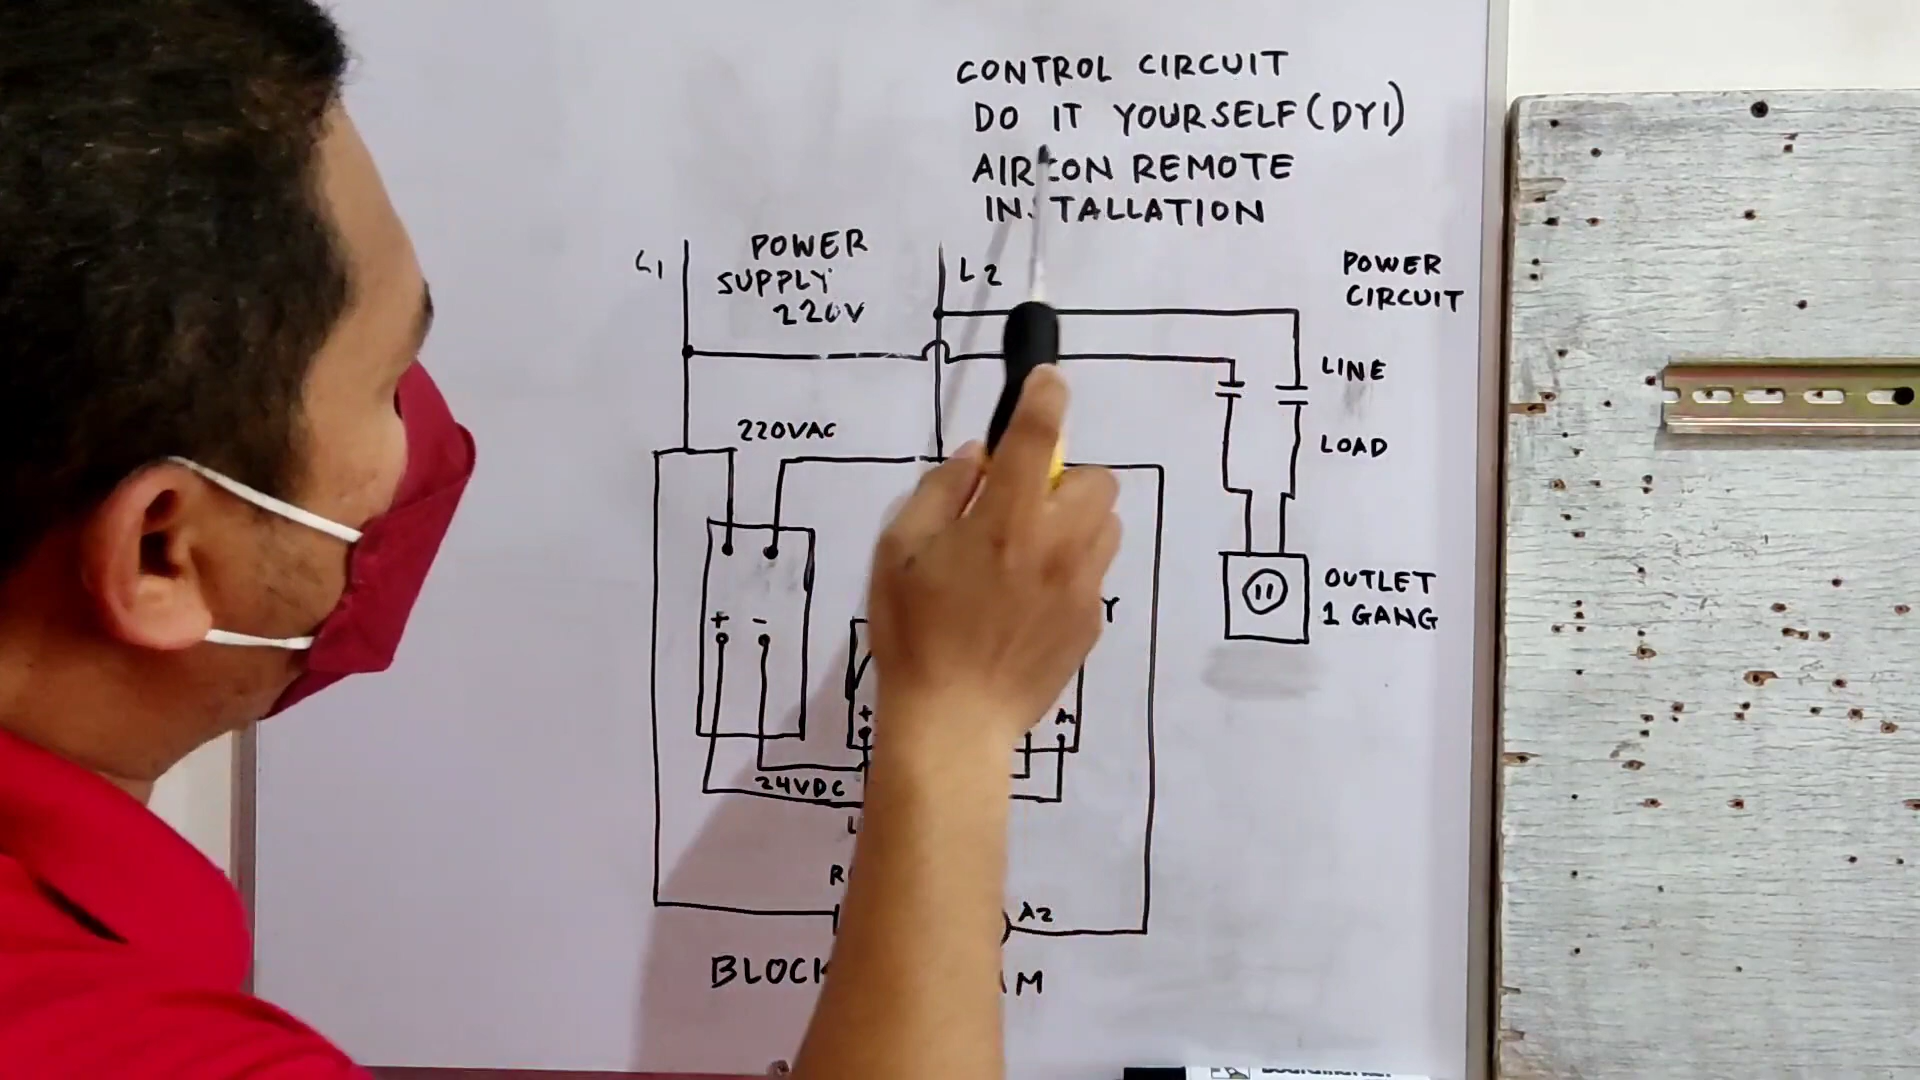 CONTROL CIRCUIT
DO IT YOURSELF (DYI)
AIRCON REMOTE
INSTALLATION
L1
POWER
SUPPLY
220V
L2
POWER
CIRCUIT
LINE
LOAD
220VAC
OUTLET
1 GANG
+ -
+
A2
24VDC
A2